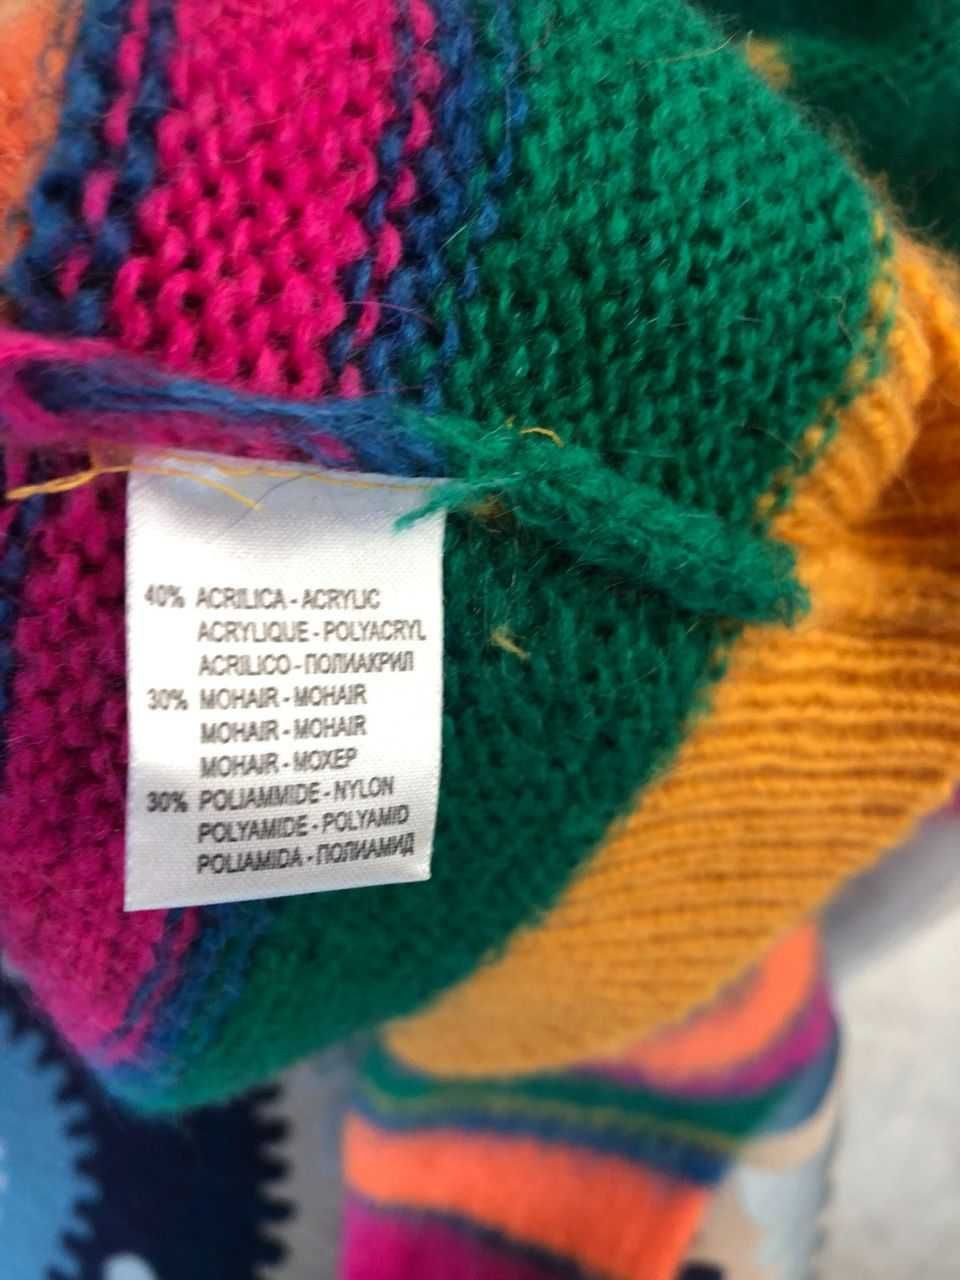 40% ACRILICA - ACRYLIC
ACRYLIQUE - POLYACRYL
ACRILICO - ПОЛИАКРИЛ
30% MOHAIR - MOHAIR
MOHAIR - MOHAIR
MOHAIR - МОХЕР
30% POLIAMMIDE - NYLON
POLYAMIDE - POLYAMID
POLIAMIDA - ПОЛИАМИД